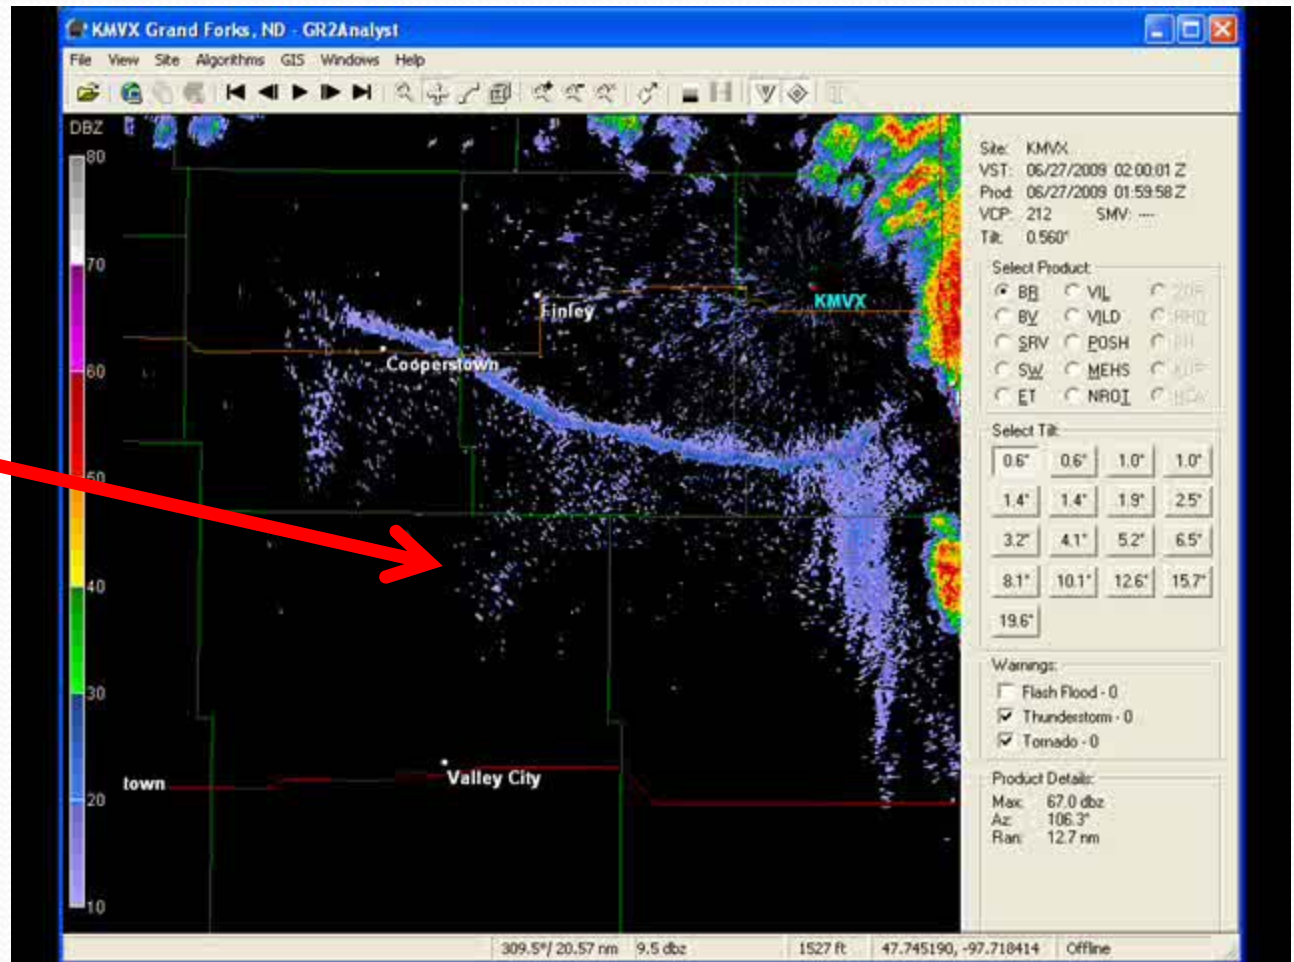 KMVX Grand Forks, ND - GR2Analyst
File View Site Algorithms GIS Windows Help
DBZ
80
70
60
50
40
30
20
10
KMVX
Finley
Cooperstown
Valley City
town
Site: KMVX
VST: 06/27/2009 02:00:01 Z
Prod: 06/27/2009 01:59:58 Z
VCP: 212 SMV: ---
Tilt: 0.560°
Select Product:
BR VIL
BV VILD
SRV POSH
SW MEHS
ET NROT
Select Tilt:
0.6° 0.6° 1.0° 1.0°
1.4° 1.4° 1.9° 2.5°
3.2° 4.1° 5.2° 6.5°
8.1° 10.1° 12.6° 15.7°
19.6°
Warnings:
Flash Flood - 0
Thunderstorm - 0
Tornado - 0
Product Details:
Max: 67.0 dbz
Az: 106.3°
Ran: 12.7 nm
309.5°/ 20.57 nm 9.5 dbz 1527 ft 47.745190, -97.718414 Offline